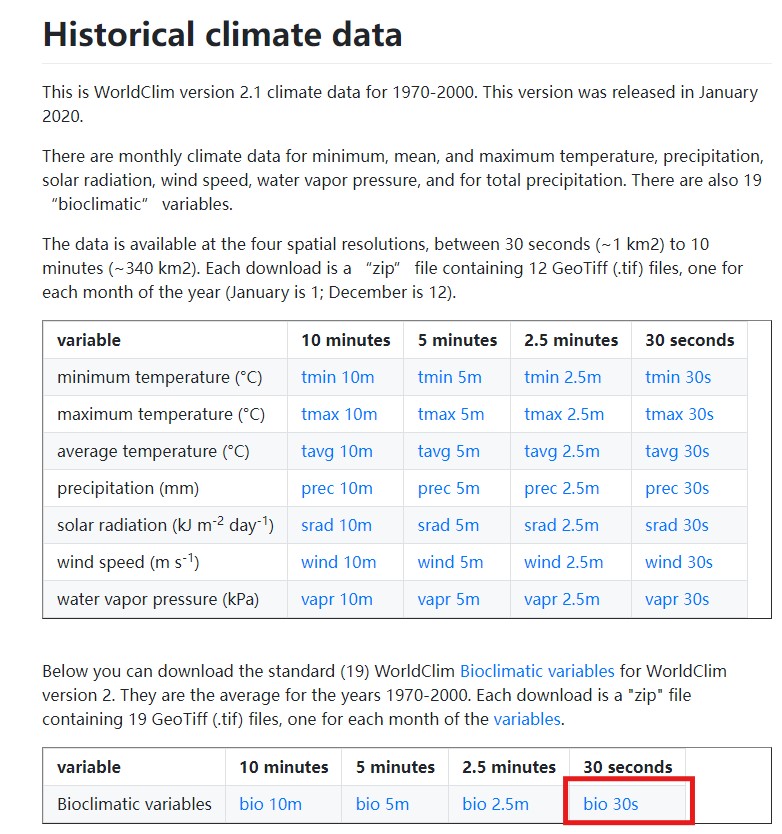 Historical climate data
This is WorldClim version 2.1 climate data for 1970-2000. This version was released in January
2020.
There are monthly climate data for minimum, mean, and maximum temperature, precipitation,
solar radiation, wind speed, water vapor pressure, and for total precipitation. There are also 19
“bioclimatic“ variables.
The data is available at the four spatial resolutions, between 30 seconds (~1 km2) to 10
minutes (~340 km2). Each download is a “zip” file containing 12 GeoTiff (.tif) files, one for
each month of the year (January is 1; December is 12).
variable 10 minutes 5 minutes 2.5 minutes 30 seconds
minimum temperature (°C) tmin 10m tmin 5m tmin 2.5m tmin 30s
maximum temperature (°C) tmax 10m tmax 5m tmax 2.5m tmax 30s
average temperature (°C) tavg 10m tavg 5m tavg 2.5m tavg 30s
precipitation (mm) prec 10m prec 5m prec 2.5m prec 30s
solar radiation (kJ m⁻² day⁻¹) srad 10m srad 5m srad 2.5m srad 30s
wind speed (m s⁻¹) wind 10m wind 5m wind 2.5m wind 30s
water vapor pressure (kPa) vapr 10m vapr 5m vapr 2.5m vapr 30s
Below you can download the standard (19) WorldClim Bioclimatic variables for WorldClim
version 2. They are the average for the years 1970-2000. Each download is a "zip" file
containing 19 GeoTiff (.tif) files, one for each month of the variables.
variable 10 minutes 5 minutes 2.5 minutes 30 seconds
Bioclimatic variables bio 10m bio 5m bio 2.5m bio 30s